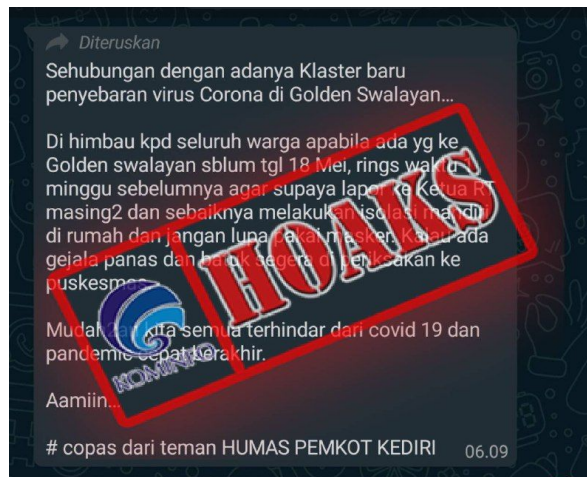 Diteruskan
Sehubungan dengan adanya Klaster baru
penyebaran virus Corona di Golden Swalayan...
Di himbau kpd seluruh warga apabila ada yg ke
Golden swalayan sblum tgl 18 Mei, rings waktu
minggu sebelumnya agar supaya lapor ke Ketua RT
masing2 dan sebaiknya melakukan isolasi mandiri
di rumah dan jangan lupa pakai masker. Kalau ada
gejala panas dan batuk segera di periksakan ke
puskesmas
Mudah2an kita semua terhindar dari covid 19 dan
pandemic cepat berakhir.
Aamiin...
# copas dari teman HUMAS PEMKOT KEDIRI 06.09
HOAKS
KOMINFO